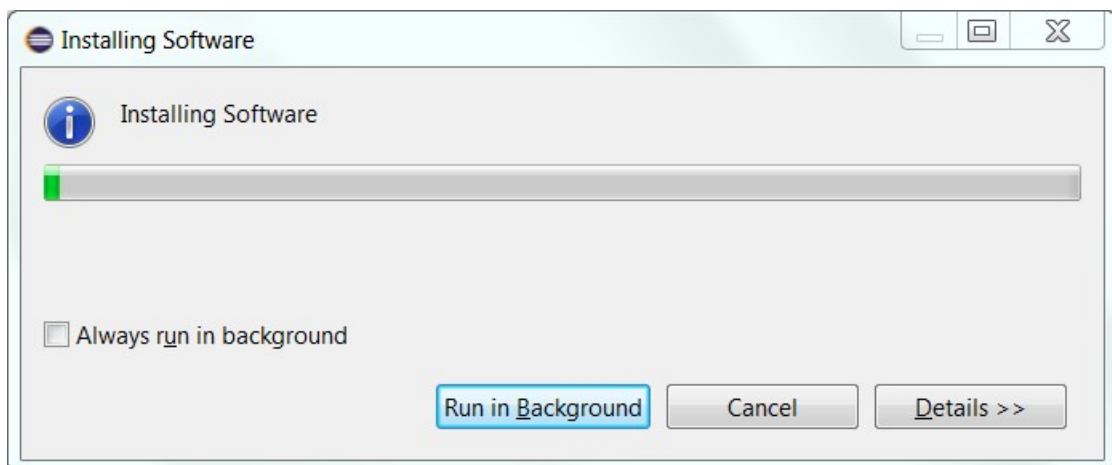 Installing Software
Installing Software
Always run in background
Run in Background Cancel Details >>